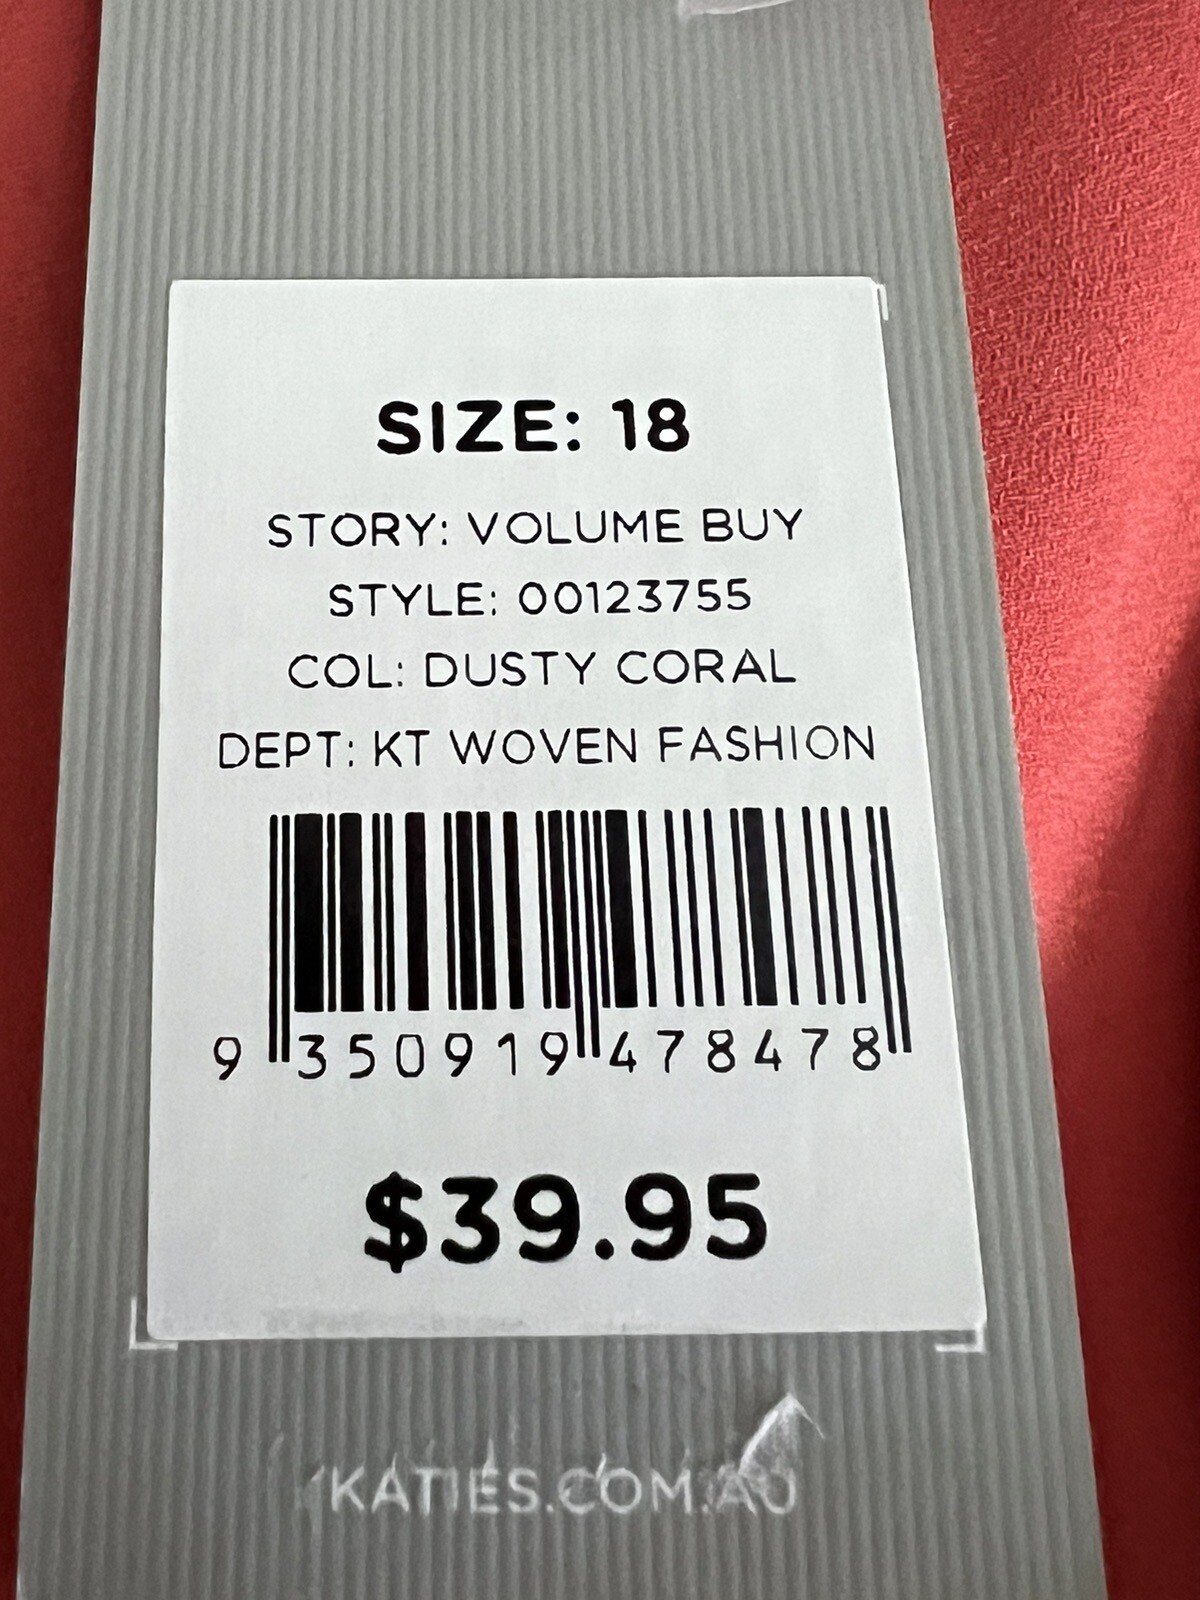 SIZE: 18
STORY: VOLUME BUY
STYLE: 00123755
COL: DUSTY CORAL
DEPT: KT WOVEN FASHION
9 350919 478478
$39.95
KATIES.COM.AU